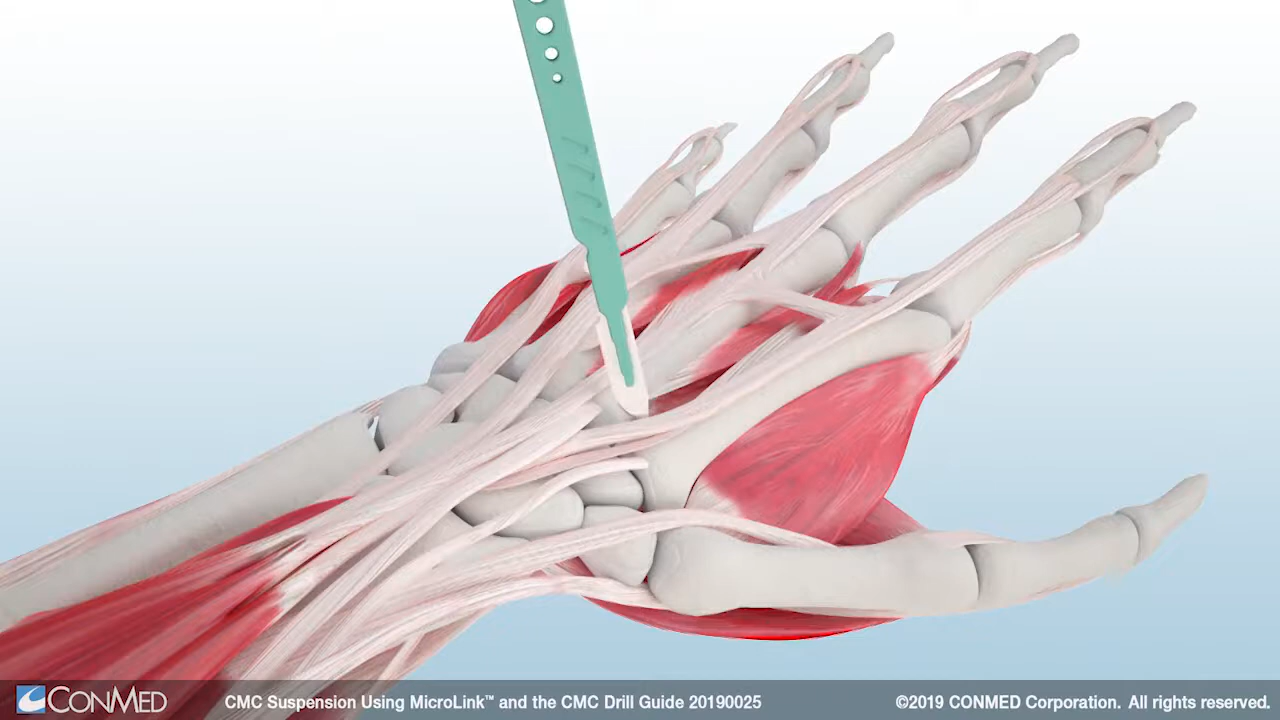 CONMED
CMC Suspension Using MicroLink™ and the CMC Drill Guide 20190025
©2019 CONMED Corporation. All rights reserved.